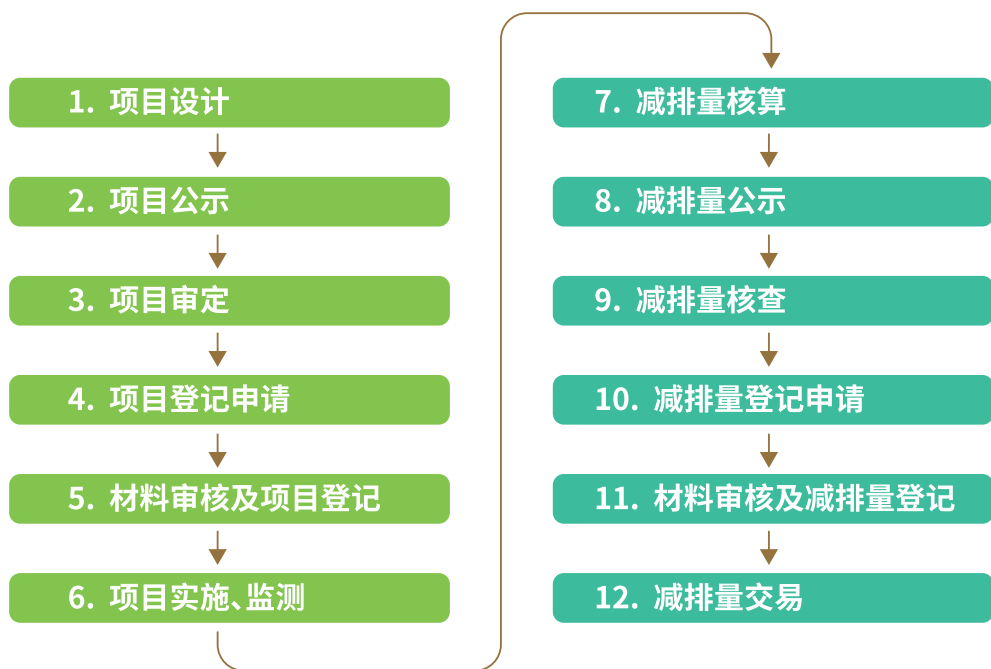 1. 项目设计
2. 项目公示
3. 项目审定
4. 项目登记申请
5. 材料审核及项目登记
6. 项目实施、监测
7. 减排量核算
8. 减排量公示
9. 减排量核查
10. 减排量登记申请
11. 材料审核及减排量登记
12. 减排量交易